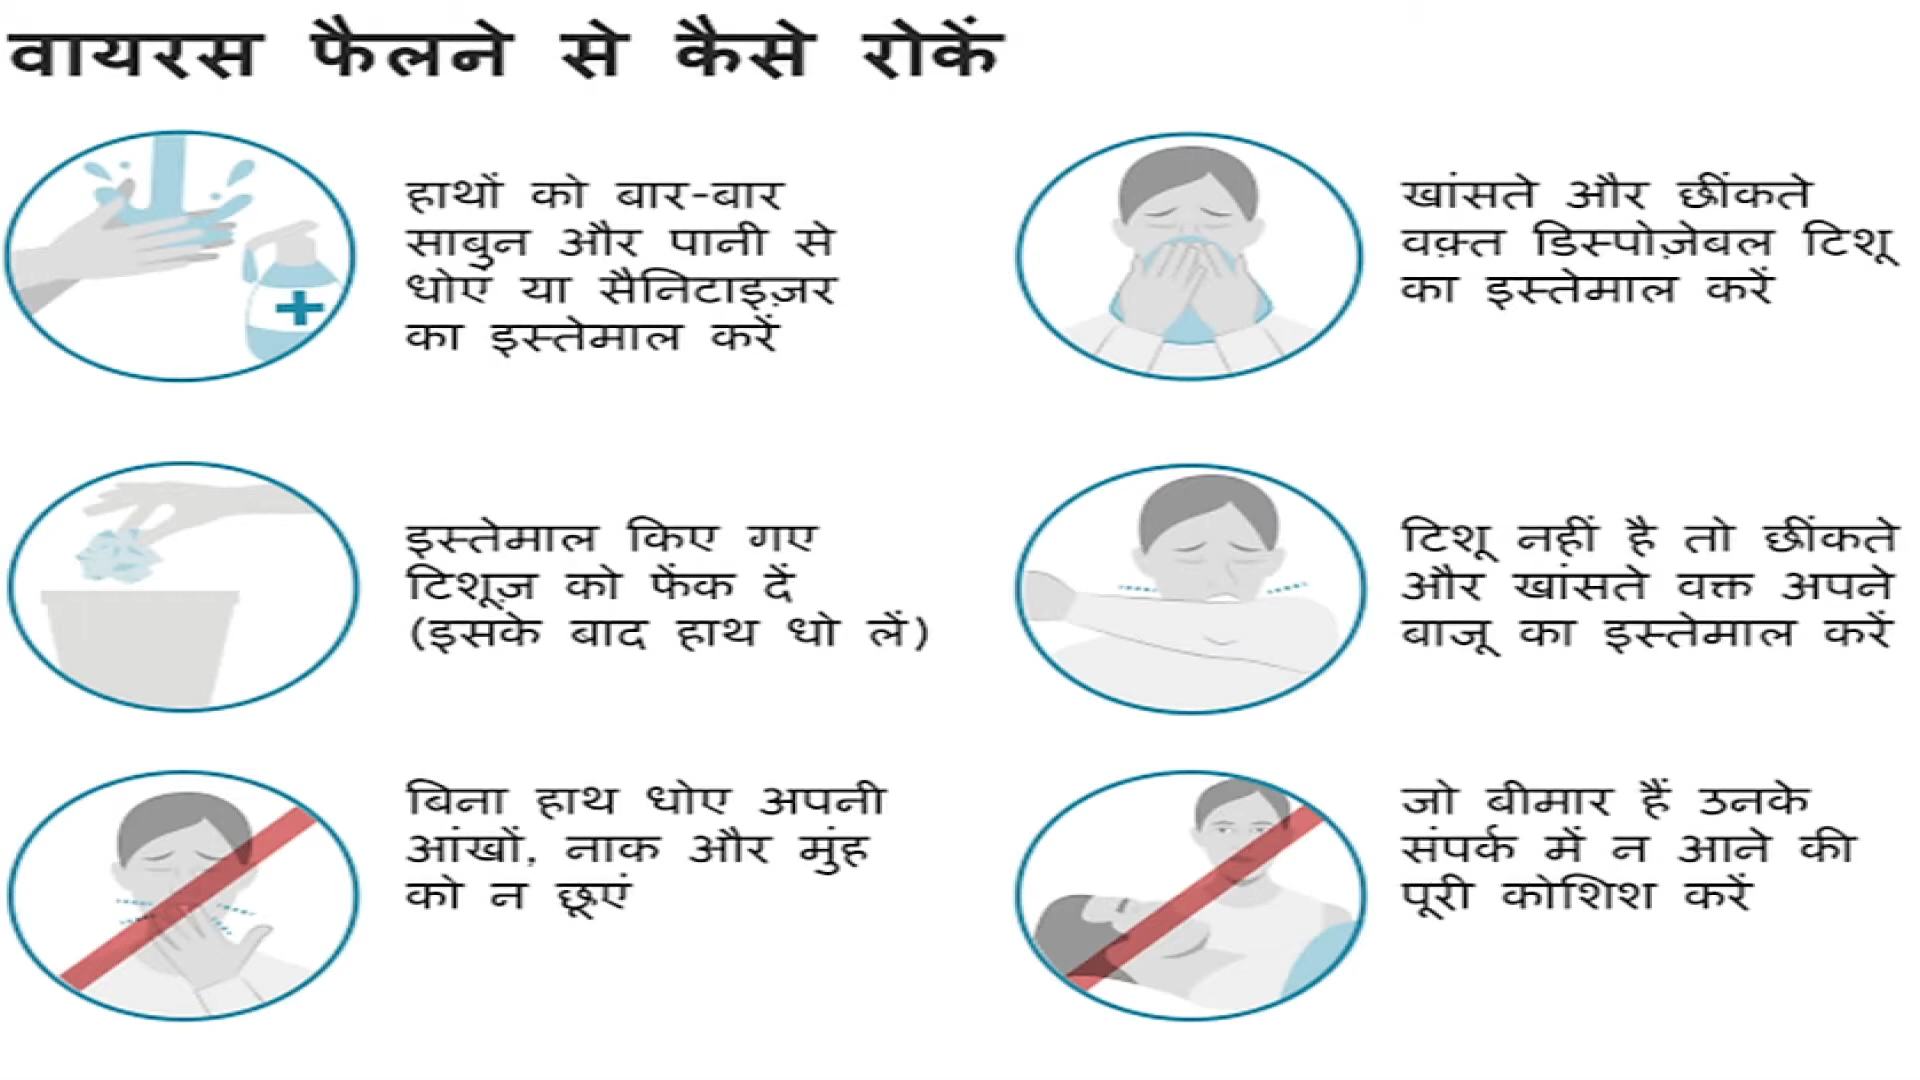 वायरस फैलने से कैसे रोकें
हाथों को बार-बार
साबुन और पानी से
धोएं या सैनिटाइज़र
का इस्तेमाल करें
खांसते और छींकते
वक़्त डिस्पोज़ेबल टिशू
का इस्तेमाल करें
इस्तेमाल किए गए
टिशूज़ को फेंक दें
(इसके बाद हाथ धो लें)
टिशू नहीं है तो छींकते
और खांसते वक्त अपने
बाजू का इस्तेमाल करें
बिना हाथ धोए अपनी
आंखों, नाक और मुंह
को न छूएं
जो बीमार हैं उनके
संपर्क में न आने की
पूरी कोशिश करें